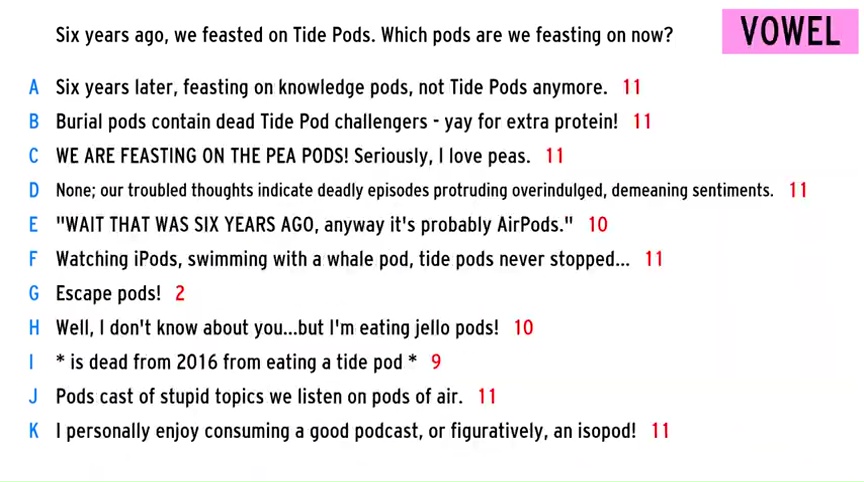 Six years ago, we feasted on Tide Pods. Which pods are we feasting on now?
VOWEL
A Six years later, feasting on knowledge pods, not Tide Pods anymore. 11
B Burial pods contain dead Tide Pod challengers - yay for extra protein! 11
C WE ARE FEASTING ON THE PEA PODS! Seriously, I love peas. 11
D None; our troubled thoughts indicate deadly episodes protruding overindulged, demeaning sentiments. 11
E "WAIT THAT WAS SIX YEARS AGO, anyway it's probably AirPods." 10
F Watching iPods, swimming with a whale pod, tide pods never stopped... 11
G Escape pods! 2
H Well, I don't know about you...but I'm eating jello pods! 10
I * is dead from 2016 from eating a tide pod * 9
J Pods cast of stupid topics we listen on pods of air. 11
K I personally enjoy consuming a good podcast, or figuratively, an isopod! 11